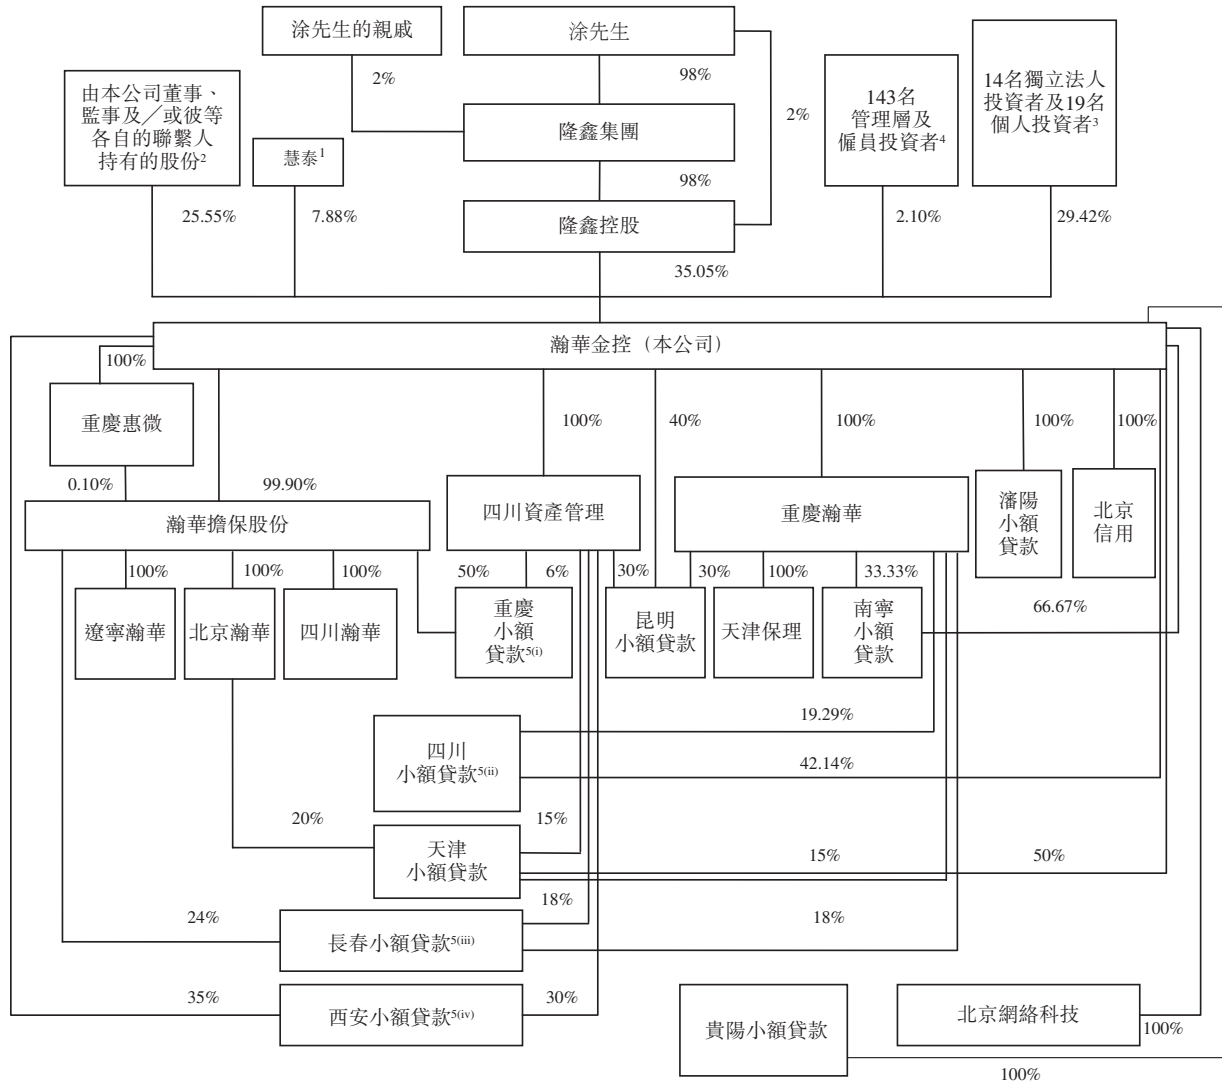 涂先生的親戚
涂先生
2%
98%
2%
由本公司董事、
監事及／或彼等
各自的聯繫人
持有的股份2
慧泰1
隆鑫集團
143名
管理層及
僱員投資者4
14名獨立法人
投資者及19名
個人投資者3
98%
25.55%
7.88%
隆鑫控股
2.10%
29.42%
35.05%
瀚華金控（本公司）
100%
重慶惠微
100%
40%
100%
100%
100%
0.10%
99.90%
瀚華擔保股份
四川資產管理
重慶瀚華
瀋陽
小額
貸款
北京
信用
100%
100%
100%
50%
6%
30%
30%
100%
33.33%
66.67%
遼寧瀚華
北京瀚華
四川瀚華
重慶
小額
貸款5(i)
昆明
小額貸款
天津保理
南寧
小額
貸款
19.29%
四川
小額貸款5(ii)
42.14%
20%
15%
天津
小額貸款
15%
50%
18%
24%
長春小額貸款5(iii)
18%
35%
西安小額貸款5(iv)
30%
貴陽小額貸款
北京網絡科技
100%
100%